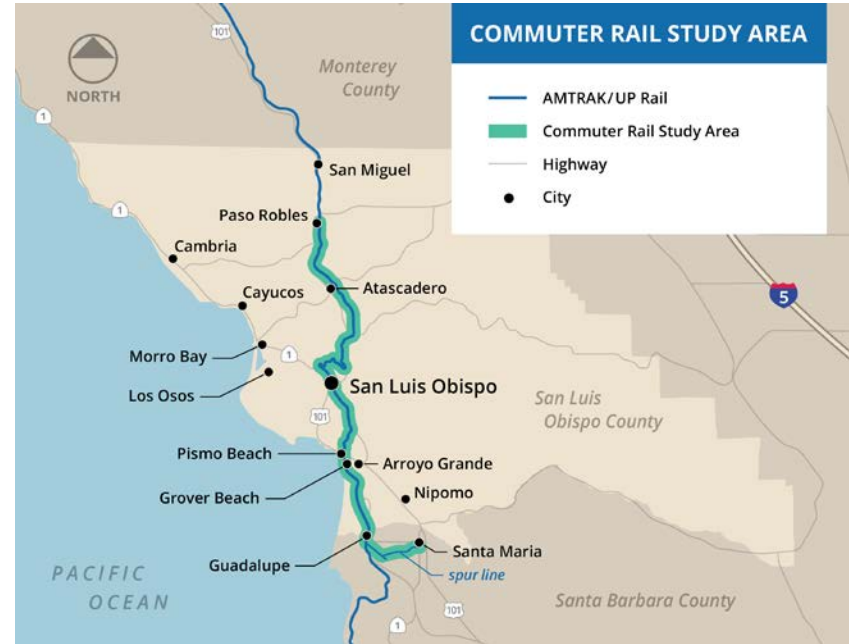 COMMUTER RAIL STUDY AREA
AMTRAK/UP Rail
Commuter Rail Study Area
Highway
City
NORTH
101
Monterey
County
1
San Miguel
Paso Robles
1
Cambria
Atascadero
5
Cayucos
Morro Bay
1
Los Osos
San Luis Obispo
San Luis
Obispo County
101
Pismo Beach
Arroyo Grande
Grover Beach
Nipomo
Guadalupe
Santa Maria
spur line
PACIFIC
OCEAN
Santa Barbara County
101
1